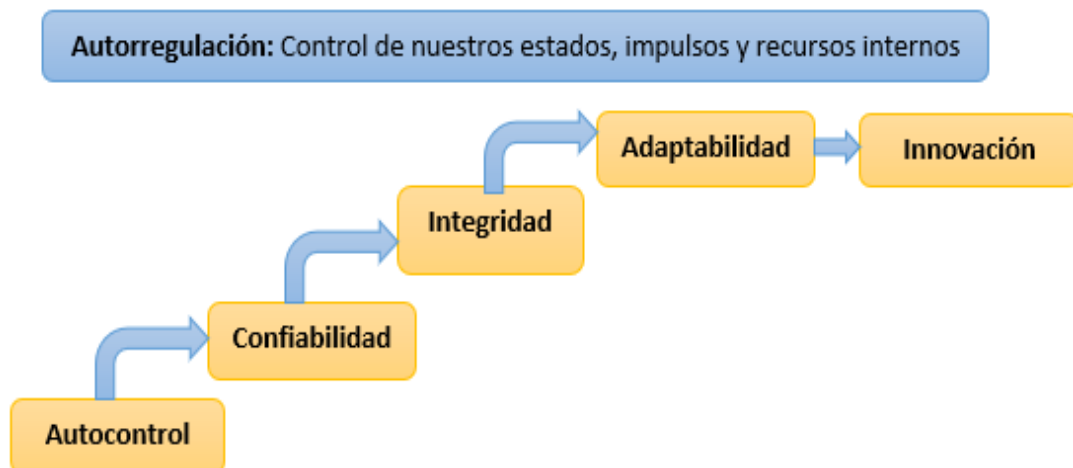 Autorregulación: Control de nuestros estados, impulsos y recursos internos
Autocontrol
Confiabilidad
Integridad
Adaptabilidad
Innovación